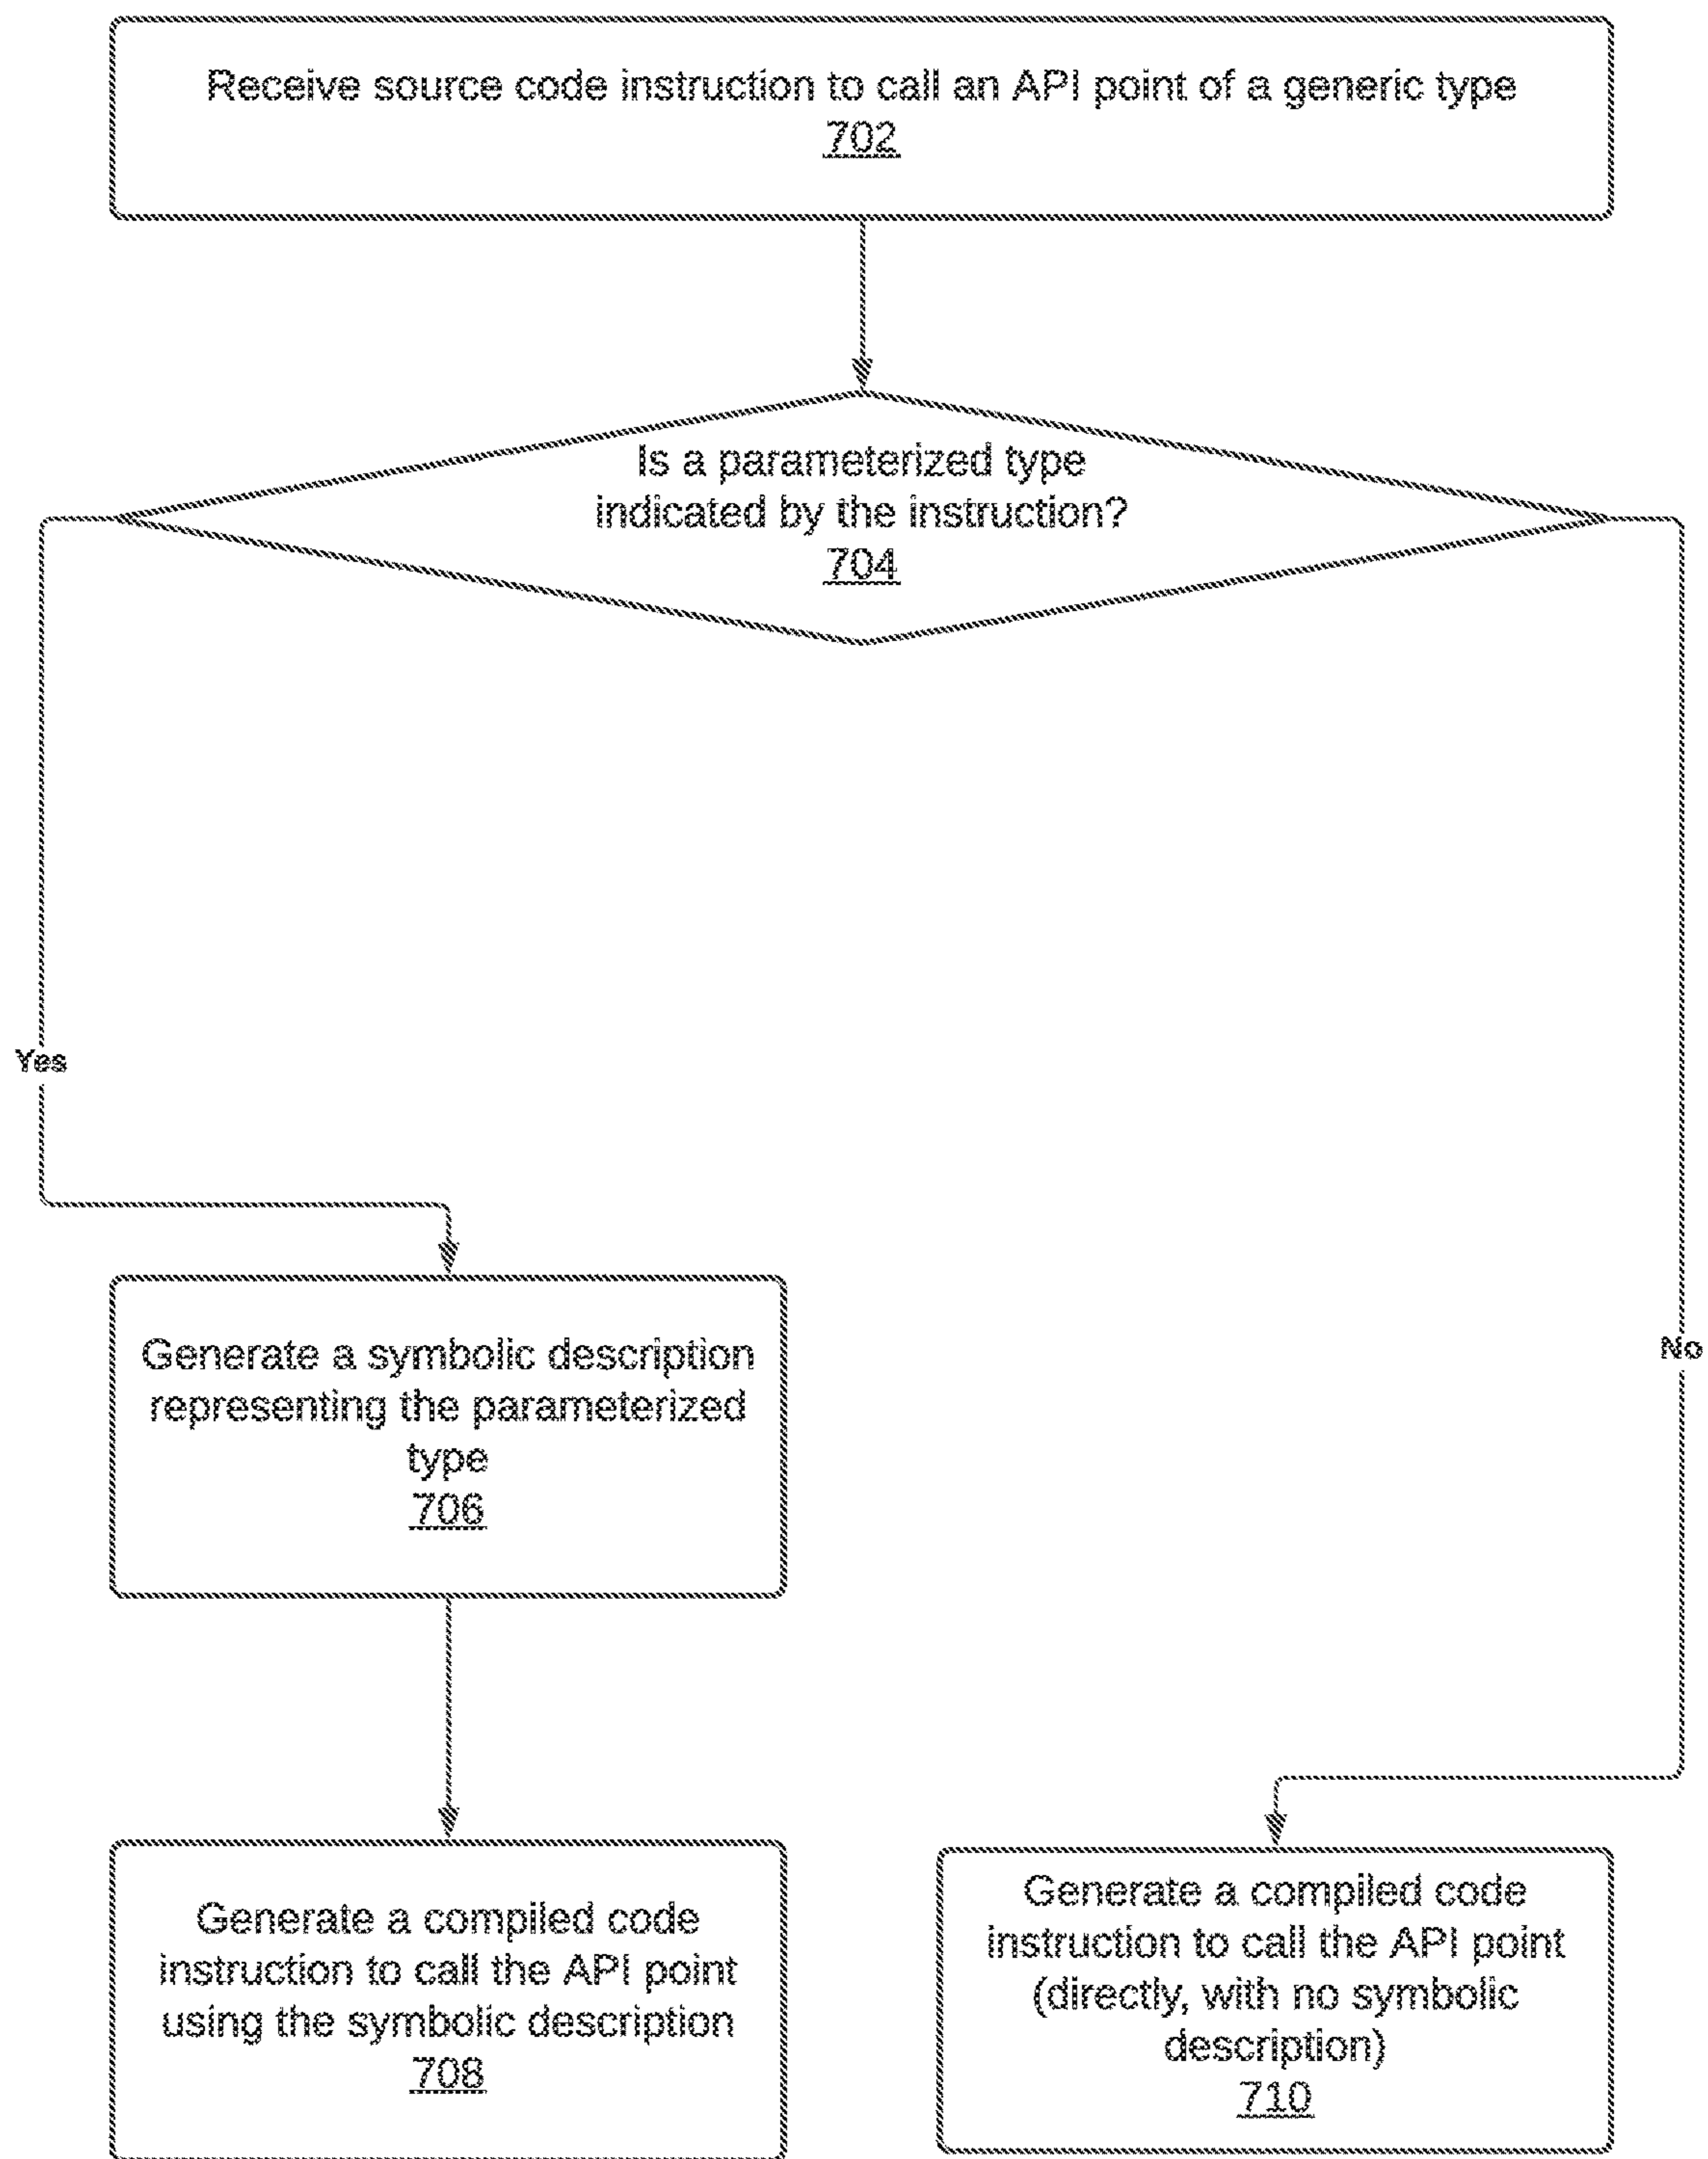 Receive source code instruction to call an API point of a generic type
702
Is a parameterized type
indicated by the instruction?
704
Yes
No
Generate a symbolic description
representing the parameterized
type
706
Generate a compiled code
instruction to call the API point
using the symbolic description
708
Generate a compiled code
instruction to call the API point
(directly, with no symbolic
description)
710